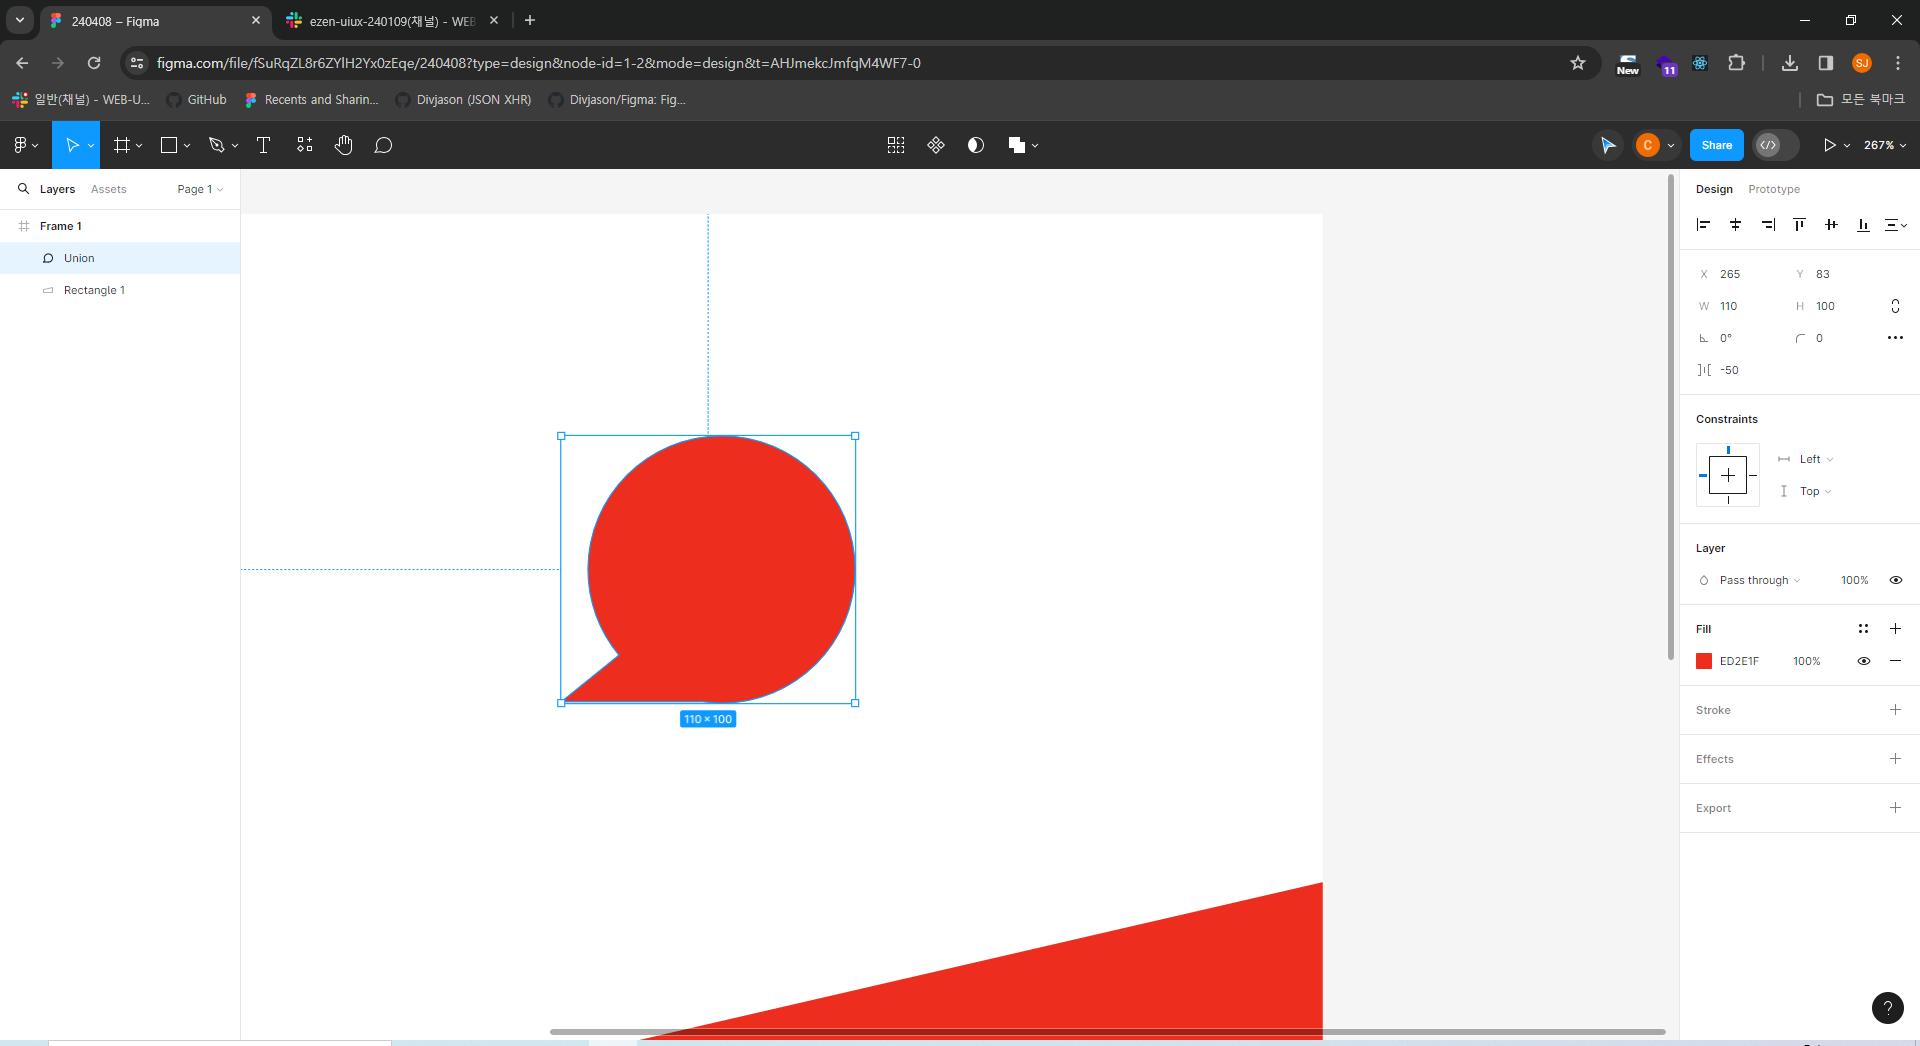 240408 – Figma
ezen-uiux-240109(채널) - WEB
figma.com/file/fSuRqZL8r6ZYlH2Yx0zEqe/240408?type=design&node-id=1-2&mode=design&t=AHJmekcJmfqM4WF7-0
New
11
SJ
일반(채널) - WEB-U...
GitHub
Recents and Sharin...
Divjason (JSON XHR)
Divjason/Figma: Fig...
모든 북마크
C
Share
267%
Layers
Assets
Page 1
Design
Prototype
Frame 1
Union
Rectangle 1
X 265
Y 83
W 110
H 100
0°
0
-50
Constraints
Left
Top
Layer
Pass through
100%
Fill
ED2E1F
100%
110 × 100
Stroke
Effects
Export
?